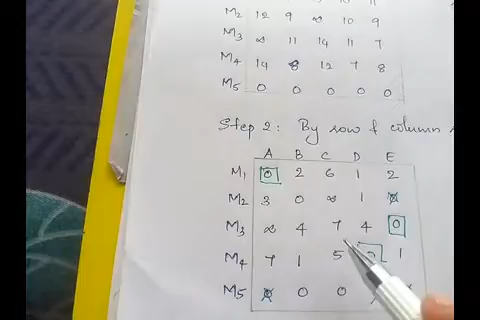 M2 12 9 ∞ 10 9
M3 ∞ 11 14 11 7
M4 14 8 12 7 8
M5 0 0 0 0 0
Step 2: By row & column
A B C D E
M1 0 2 6 1 2
M2 3 0 ∞ 1 0
M3 ∞ 4 7 4 0
M4 7 1 5 0 1
M5 0 0 0